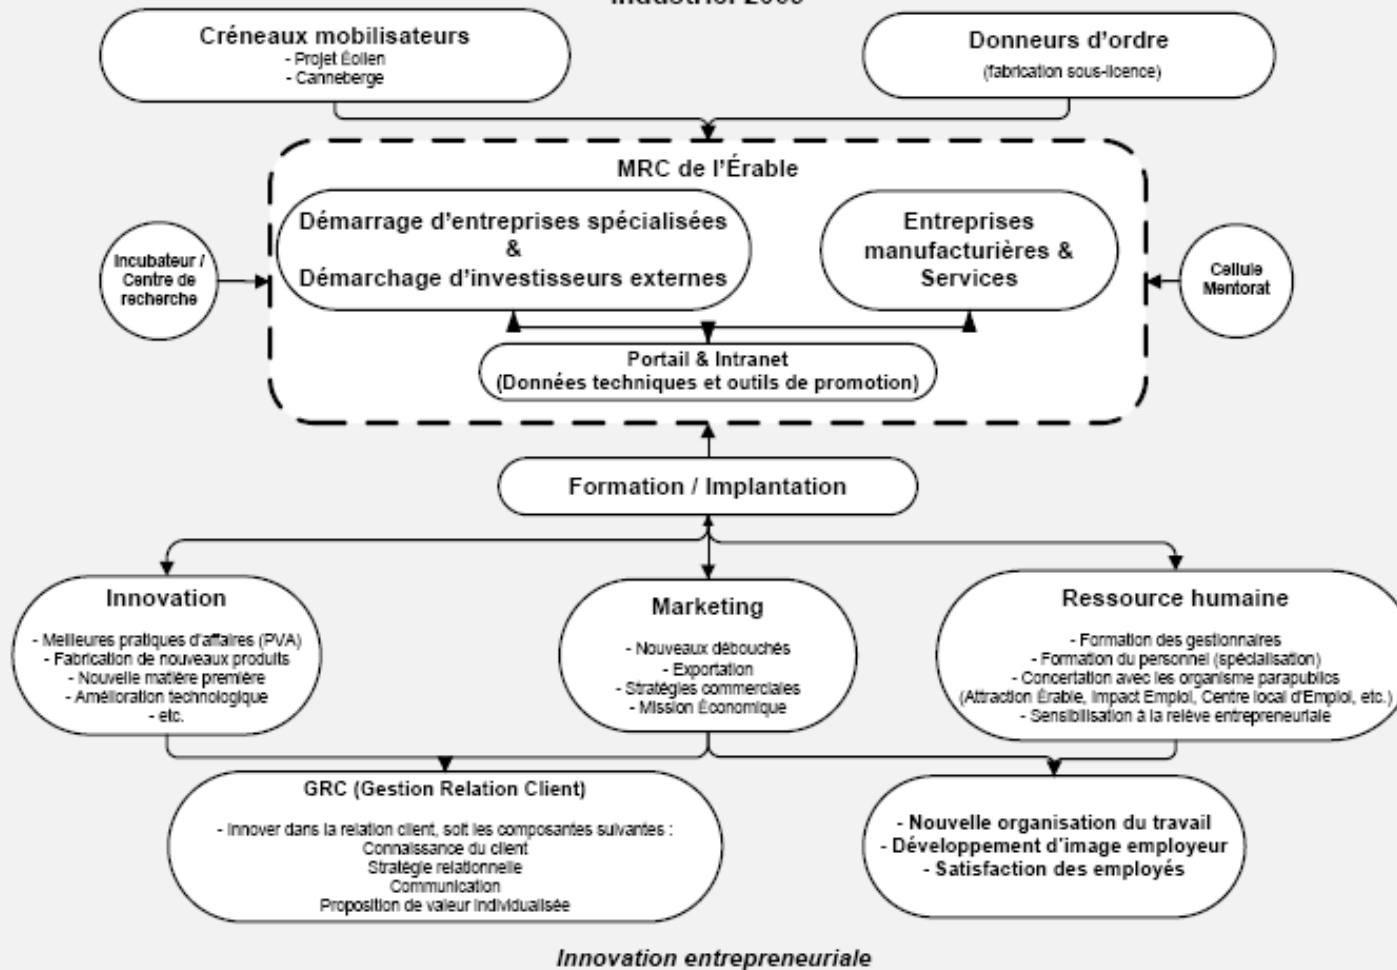 Créneaux mobilisateurs
- Projet Éolien
- Canneberge
Donneurs d'ordre
(fabrication sous-licence)
MRC de l'Érable
Démarrage d'entreprises spécialisées
&
Démarchage d'investisseurs externes
Entreprises
manufacturières &
Services
Incubateur /
Centre de
recherche
Cellule
Mentorat
Portail & Intranet
(Données techniques et outils de promotion)
Formation / Implantation
Innovation
- Meilleures pratiques d'affaires (PVA)
- Fabrication de nouveaux produits
- Nouvelle matière première
- Amélioration technologique
- etc.
Marketing
- Nouveaux débouchés
- Exportation
- Stratégies commerciales
- Mission Économique
Ressource humaine
- Formation des gestionnaires
- Formation du personnel (spécialisation)
- Concertation avec les organisme parapublics
(Attraction Érable, Impact Emploi, Centre local d'Emploi, etc.)
- Sensibilisation à la relève entrepreneuriale
GRC (Gestion Relation Client)
- Innover dans la relation client, soit les composantes suivantes :
Connaissance du client
Stratégie relationnelle
Communication
Proposition de valeur individualisée
- Nouvelle organisation du travail
- Développement d'image employeur
- Satisfaction des employés
Innovation entrepreneuriale